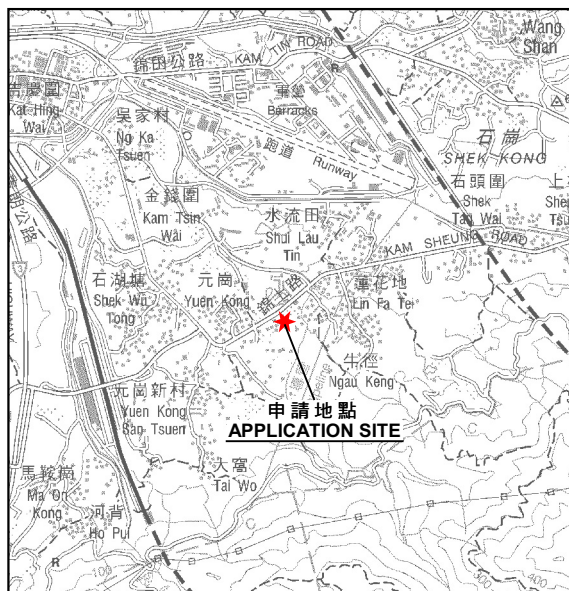 錦田公路 KAM TIN ROAD
Wang
Shan
軍營
Barracks
吉慶圍
Kat Hing
Wai
吳家村
Ng Ka
Tsuen
跑道 Runway
石崗
SHEK KONG
金錢圍
Kam Tsin
Wai
石頭圍
Shek
Tau Wai
水流田
Shui Lau
Tin
KAM SHEUNG ROAD
錦上路
石湖塘
Shek Wu
Tong
元崗
Yuen Kong
蓮花地
Lin Fa Tei
牛徑
Ngau Keng
申請地點
APPLICATION SITE
元崗新村
Yuen Kong
San Tsuen
大窩
Tai Wo
馬鞍崗
Ma On
Kong
河背
Ho Pui
R
R
100
400